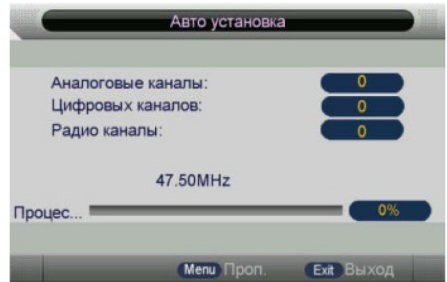 Авто установка
Аналоговые каналы: 0
Цифровых каналов: 0
Радио каналы: 0
47.50MHz
Процес... 0%
Menu Проп. Exit Выход